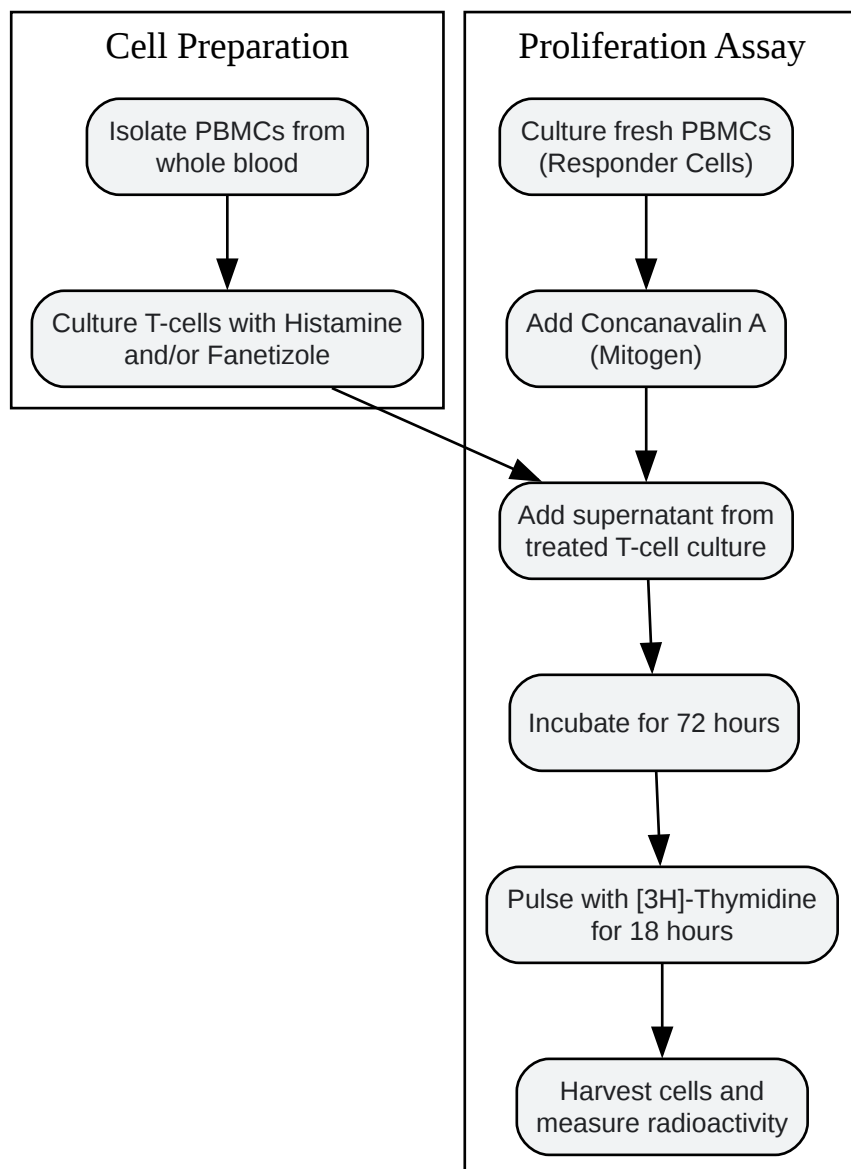 Cell Preparation
Isolate PBMCs from
whole blood
Culture T-cells with Histamine
and/or Fanetizole
Proliferation Assay
Culture fresh PBMCs
(Responder Cells)
Add Concanavalin A
(Mitogen)
Add supernatant from
treated T-cell culture
Incubate for 72 hours
Pulse with [3H]-Thymidine
for 18 hours
Harvest cells and
measure radioactivity